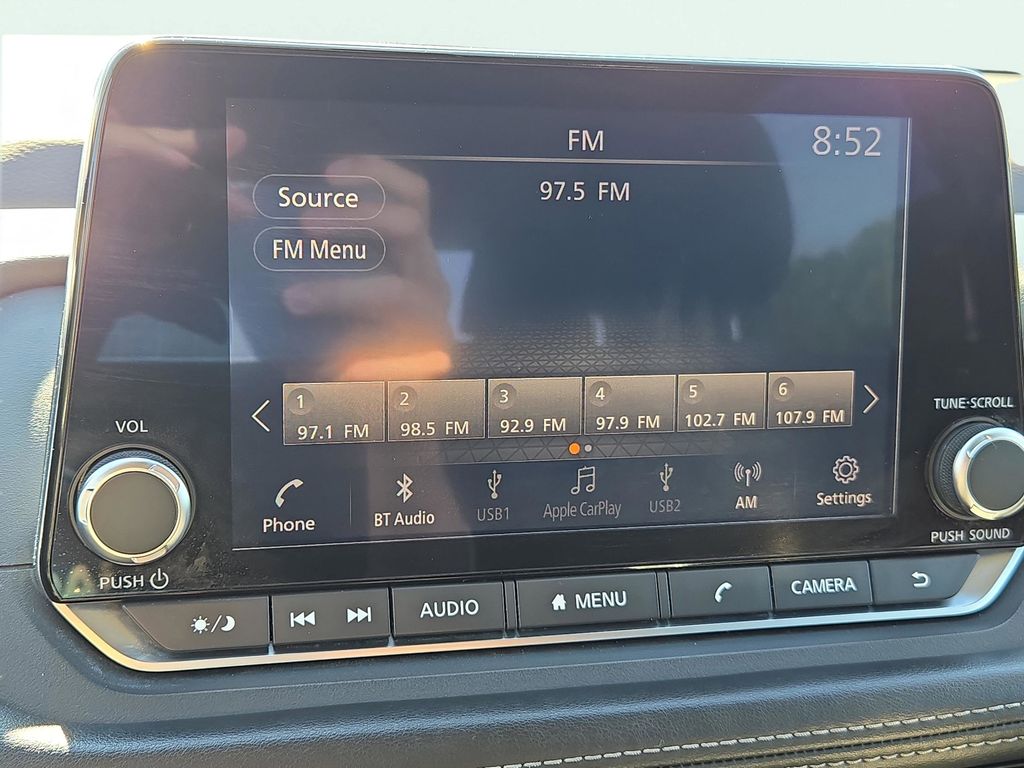 FM
8:52
Source
97.5 FM
FM Menu
1 2 3 4 5 6
97.1 FM 98.5 FM 92.9 FM 97.9 FM 102.7 FM 107.9 FM
VOL
TUNE·SCROLL
Phone BT Audio USB1 Apple CarPlay USB2 AM Settings
PUSH
PUSH SOUND
AUDIO MENU CAMERA